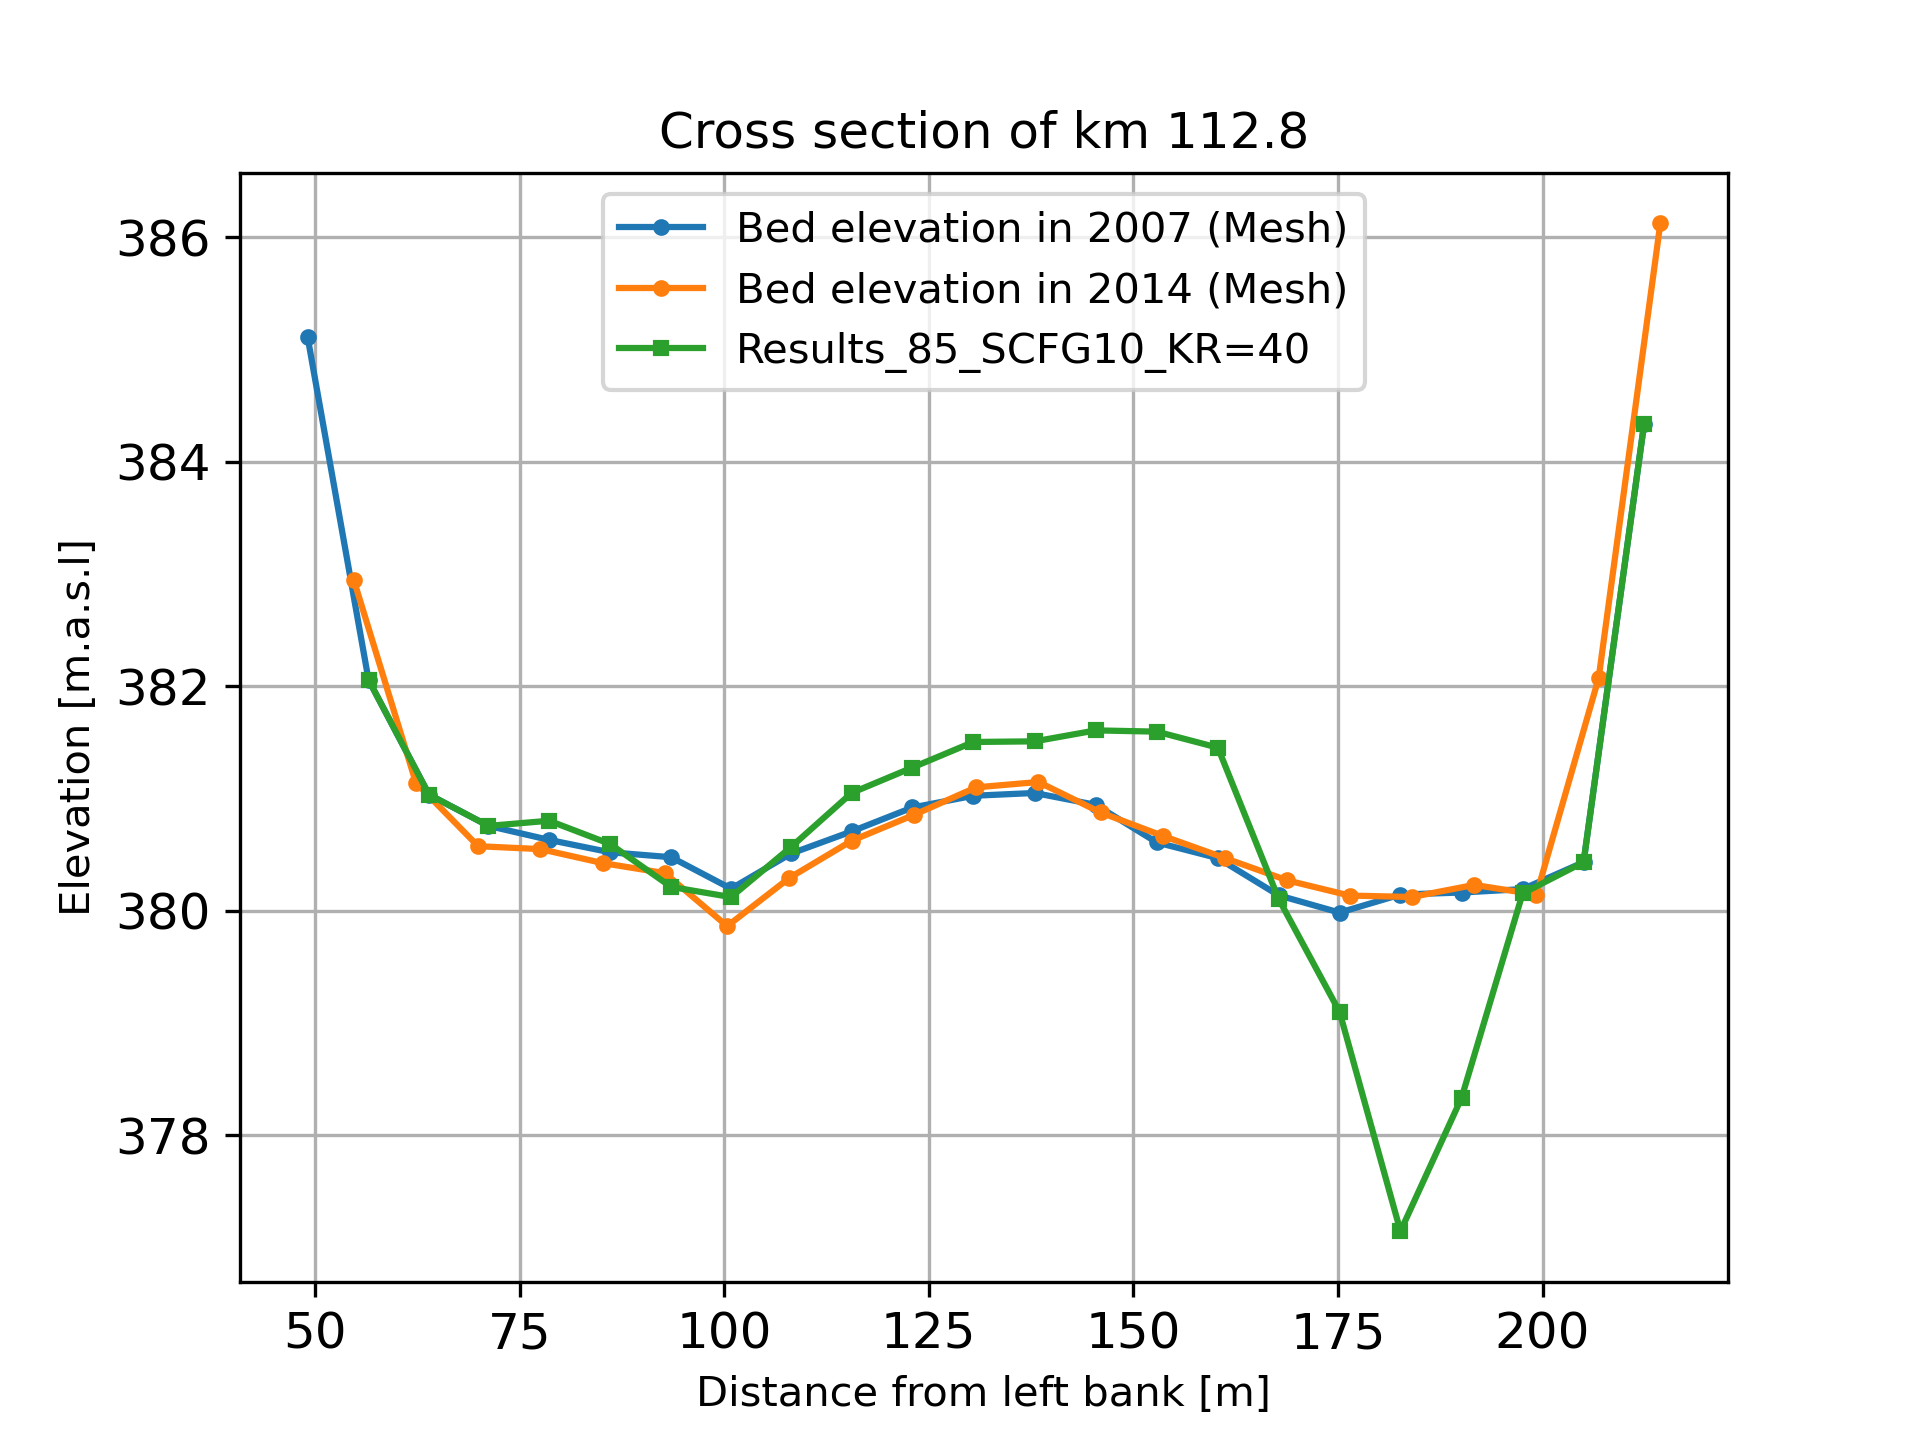 Cross section of km 112.8
Bed elevation in 2007 (Mesh)
Bed elevation in 2014 (Mesh)
Results_85_SCFG10_KR=40
386
384
382
380
378
Elevation [m.a.s.l]
50 75 100 125 150 175 200
Distance from left bank [m]